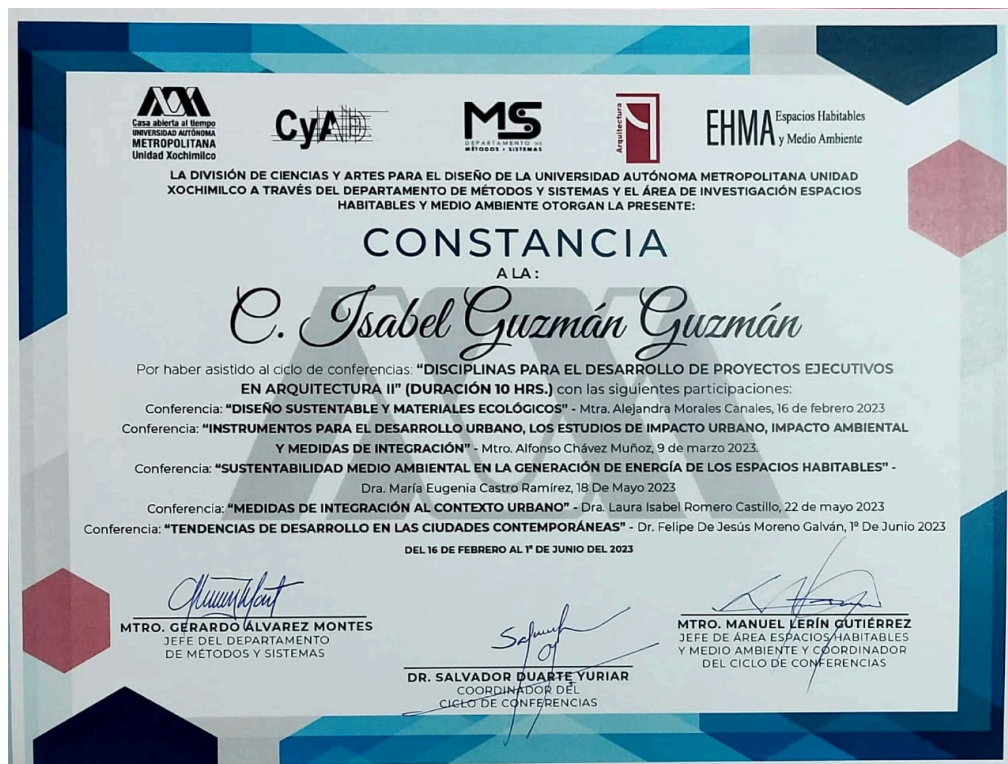 Casa abierta al tiempo
UNIVERSIDAD AUTÓNOMA
METROPOLITANA
Unidad Xochimilco
CyAD
MS
DEPARTAMENTO DE
MÉTODOS + SISTEMAS
Arquitectura
EHMA Espacios Habitables
y Medio Ambiente
LA DIVISIÓN DE CIENCIAS Y ARTES PARA EL DISEÑO DE LA UNIVERSIDAD AUTÓNOMA METROPOLITANA UNIDAD
XOCHIMILCO A TRAVÉS DEL DEPARTAMENTO DE MÉTODOS Y SISTEMAS Y EL ÁREA DE INVESTIGACIÓN ESPACIOS
HABITABLES Y MEDIO AMBIENTE OTORGAN LA PRESENTE:
CONSTANCIA
A LA :
C. Isabel Guzmán Guzmán
Por haber asistido al ciclo de conferencias: “DISCIPLINAS PARA EL DESARROLLO DE PROYECTOS EJECUTIVOS
EN ARQUITECTURA II” (DURACIÓN 10 HRS.) con las siguientes participaciones:
Conferencia: “DISEÑO SUSTENTABLE Y MATERIALES ECOLÓGICOS” - Mtra. Alejandra Morales Canales, 16 de febrero 2023
Conferencia: “INSTRUMENTOS PARA EL DESARROLLO URBANO, LOS ESTUDIOS DE IMPACTO URBANO, IMPACTO AMBIENTAL
Y MEDIDAS DE INTEGRACIÓN” - Mtro. Alfonso Chávez Muñoz, 9 de marzo 2023.
Conferencia: “SUSTENTABILIDAD MEDIO AMBIENTAL EN LA GENERACIÓN DE ENERGÍA DE LOS ESPACIOS HABITABLES” -
Dra. María Eugenia Castro Ramírez, 18 De Mayo 2023
Conferencia: “MEDIDAS DE INTEGRACIÓN AL CONTEXTO URBANO” - Dra. Laura Isabel Romero Castillo, 22 de mayo 2023
Conferencia: “TENDENCIAS DE DESARROLLO EN LAS CIUDADES CONTEMPORÁNEAS” - Dr. Felipe De Jesús Moreno Galván, 1º De Junio 2023
DEL 16 DE FEBRERO AL 1º DE JUNIO DEL 2023
MTRO. GERARDO ÁLVAREZ MONTES
JEFE DEL DEPARTAMENTO
DE MÉTODOS Y SISTEMAS
DR. SALVADOR DUARTE YURIAR
COORDINADOR DEL
CICLO DE CONFERENCIAS
MTRO. MANUEL LERÍN GUTIÉRREZ
JEFE DE ÁREA ESPACIOS HABITABLES
Y MEDIO AMBIENTE Y COORDINADOR
DEL CICLO DE CONFERENCIAS